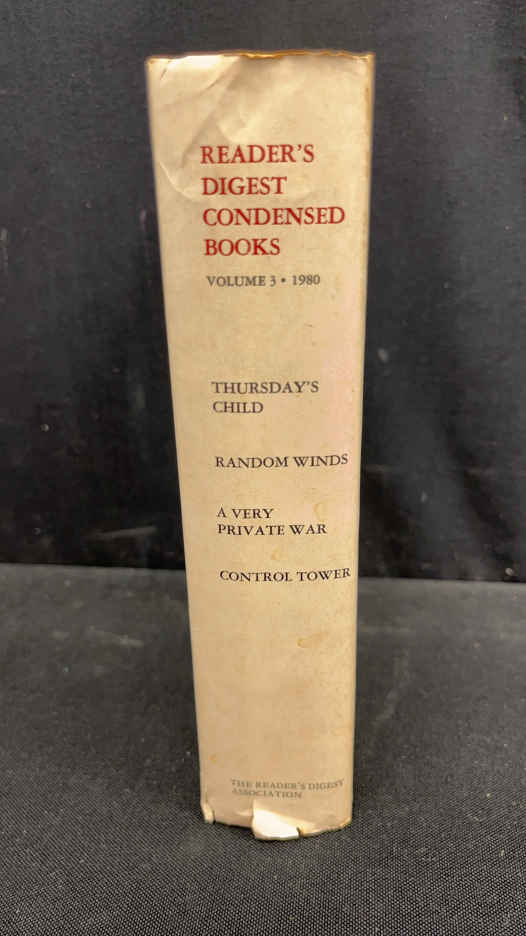 READER'S
DIGEST
CONDENSED
BOOKS
VOLUME 3 • 1980
THURSDAY'S
CHILD
RANDOM WINDS
A VERY
PRIVATE WAR
CONTROL TOWER
THE READER'S DIGEST
ASSOCIATION